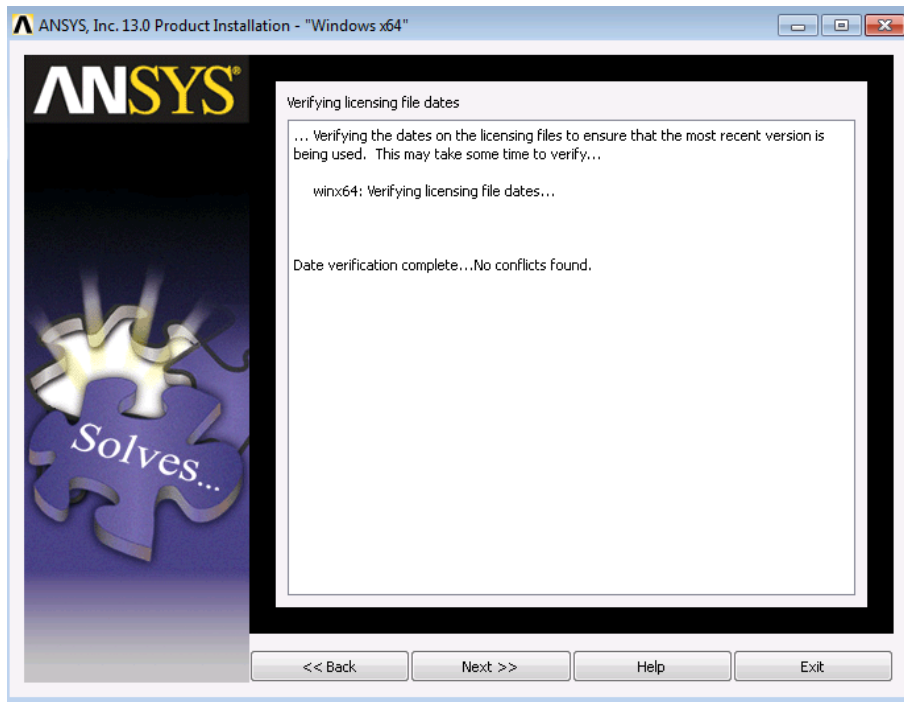 ANSYS, Inc. 13.0 Product Installation - "Windows x64"
ANSYS®
Verifying licensing file dates
... Verifying the dates on the licensing files to ensure that the most recent version is
being used.  This may take some time to verify...
winx64: Verifying licensing file dates...
Date verification complete...No conflicts found.
Solves...
<< Back
Next >>
Help
Exit